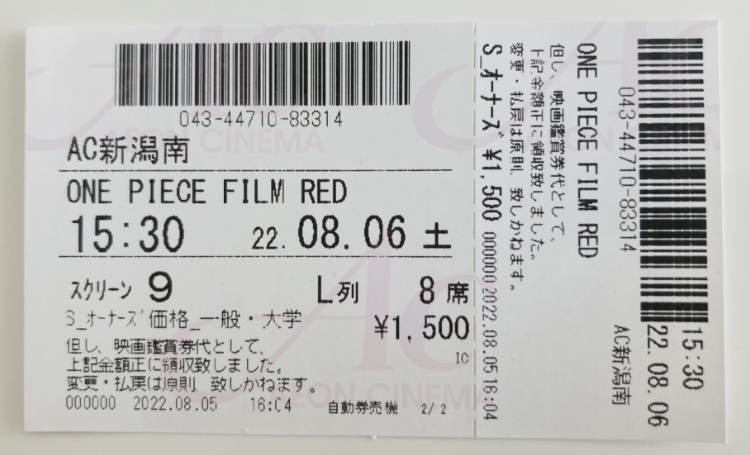 043-44710-83314
AEON CINEMA
AC新潟南
ONE PIECE FILM RED
15:30 22. 08. 06 土
スクリーン 9 L列 8 席
S_オーナーズ価格_一般・大学
¥1,500
但し、映画鑑賞券代として、
上記金額正に領収致しました。
変更・払戻は原則、致しかねます。
IC
000000 2022.08.05 16:04 自動券売機 2/2
AEON CINEMA
ONE PIECE FILM RED
但し、映画鑑賞券代として、
上記金額正に領収致しました。
変更・払戻は原則、致しかねます。
S_オーナーズ ¥1,500 000000 2022.08.05 16:04
043-44710-83314
15:30
22. 08. 06
AC新潟南